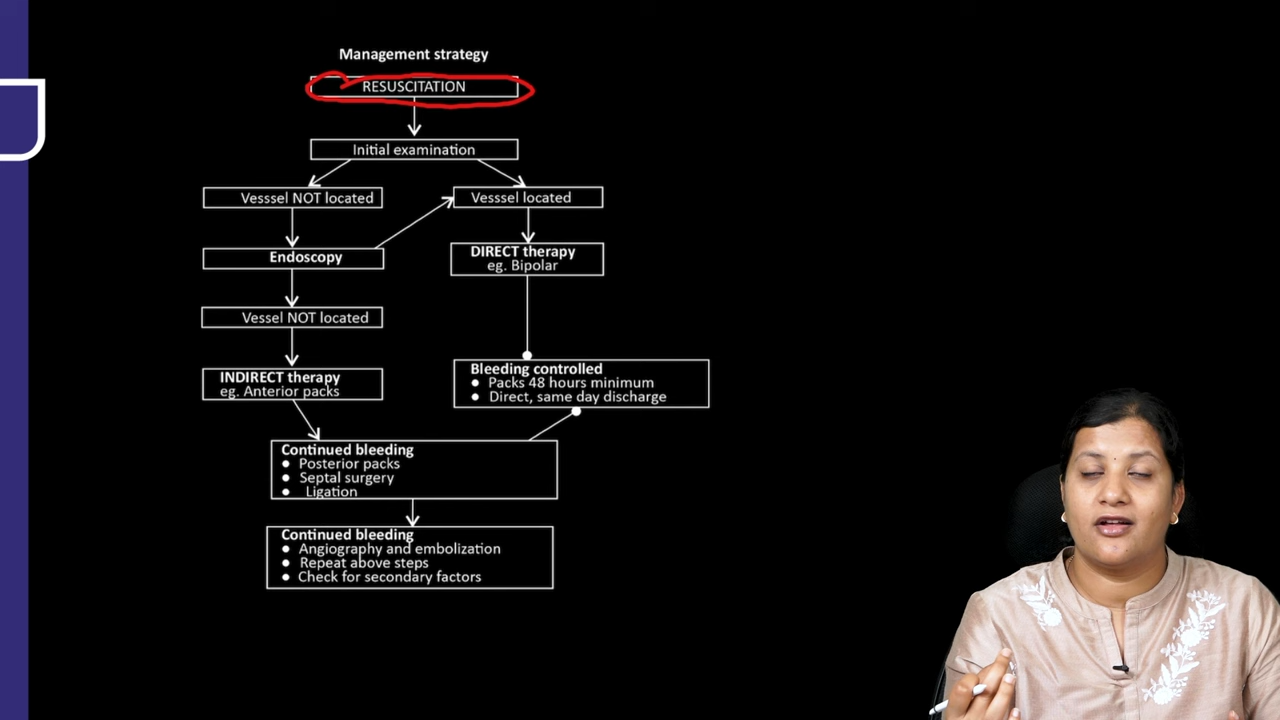 Management strategy
RESUSCITATION
Initial examination
Vesssel NOT located
Vesssel located
Endoscopy
DIRECT therapy
eg. Bipolar
Vessel NOT located
INDIRECT therapy
eg. Anterior packs
Bleeding controlled
● Packs 48 hours minimum
● Direct, same day discharge
Continued bleeding
● Posterior packs
● Septal surgery
● Ligation
Continued bleeding
● Angiography and embolization
● Repeat above steps
● Check for secondary factors